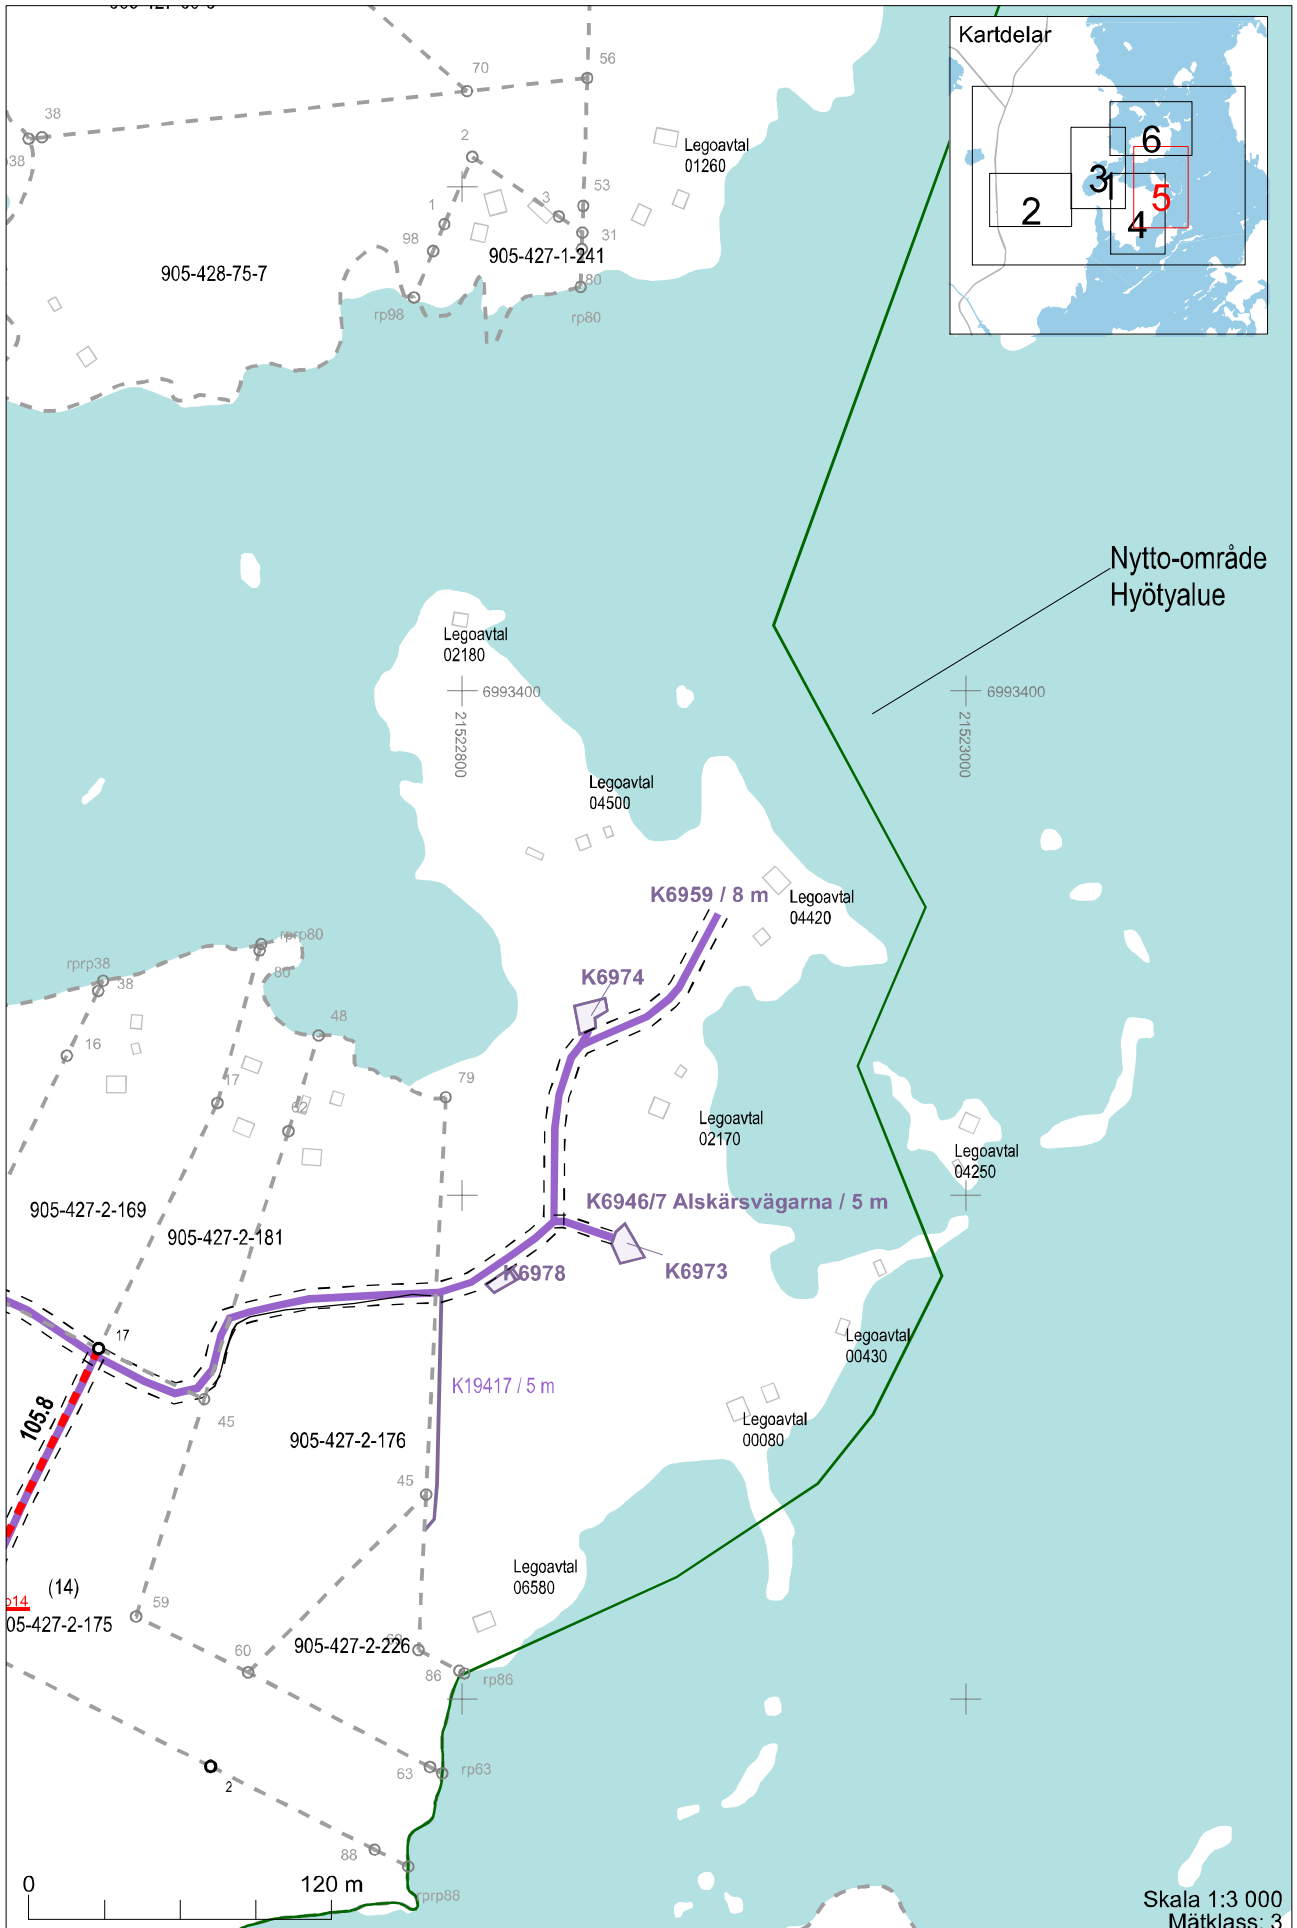 70
56
38
2
Legoavtal
01260
53
3
1
98
31
905-427-1-241
905-428-75-7
80
rp98
rp80
Kartdelar
6
3
1
5
2
4
Nytto-område
Hyötyalue
Legoavtal
02180
6993400
6993400
21522800
21523000
Legoavtal
04500
K6959 / 8 m
Legoavtal
04420
rprp80
80
rprp38
38
K6974
48
16
17
62
79
Legoavtal
02170
Legoavtal
04250
905-427-2-169
905-427-2-181
K6946/7 Alskärsvägarna / 5 m
K6978
K6973
17
Legoavtal
00430
K19417 / 5 m
105.8
45
Legoavtal
00080
905-427-2-176
45
Legoavtal
06580
(14)
o14
05-427-2-175
59
905-427-2-226
60
86
rp86
63
rp63
2
88
rprp88
0
120 m
Skala 1:3 000
Mätklass: 3